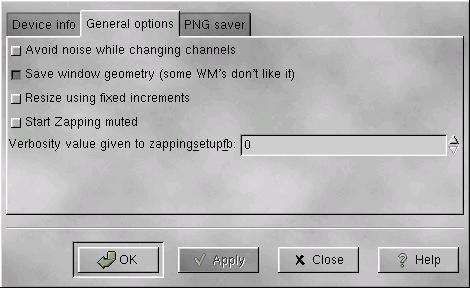 Device info General options PNG saver
Avoid noise while changing channels
Save window geometry (some WM's don't like it)
Resize using fixed increments
Start Zapping muted
Verbosity value given to zapping_setup_fb: 0
OK Apply Close Help